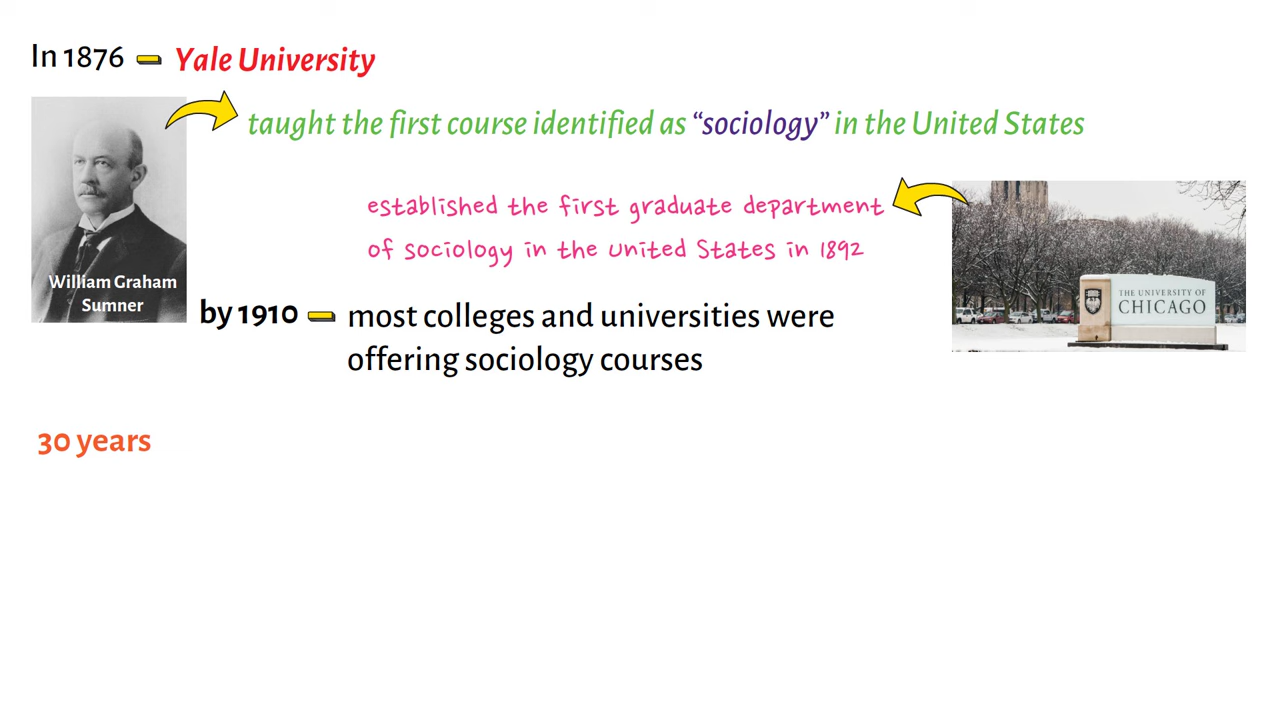 In 1876
Yale University
taught the first course identified as “sociology” in the United States
established the first graduate department
of sociology in the United States in 1892
THE UNIVERSITY OF
CHICAGO
William Graham
Sumner
by 1910
most colleges and universities were
offering sociology courses
30 years